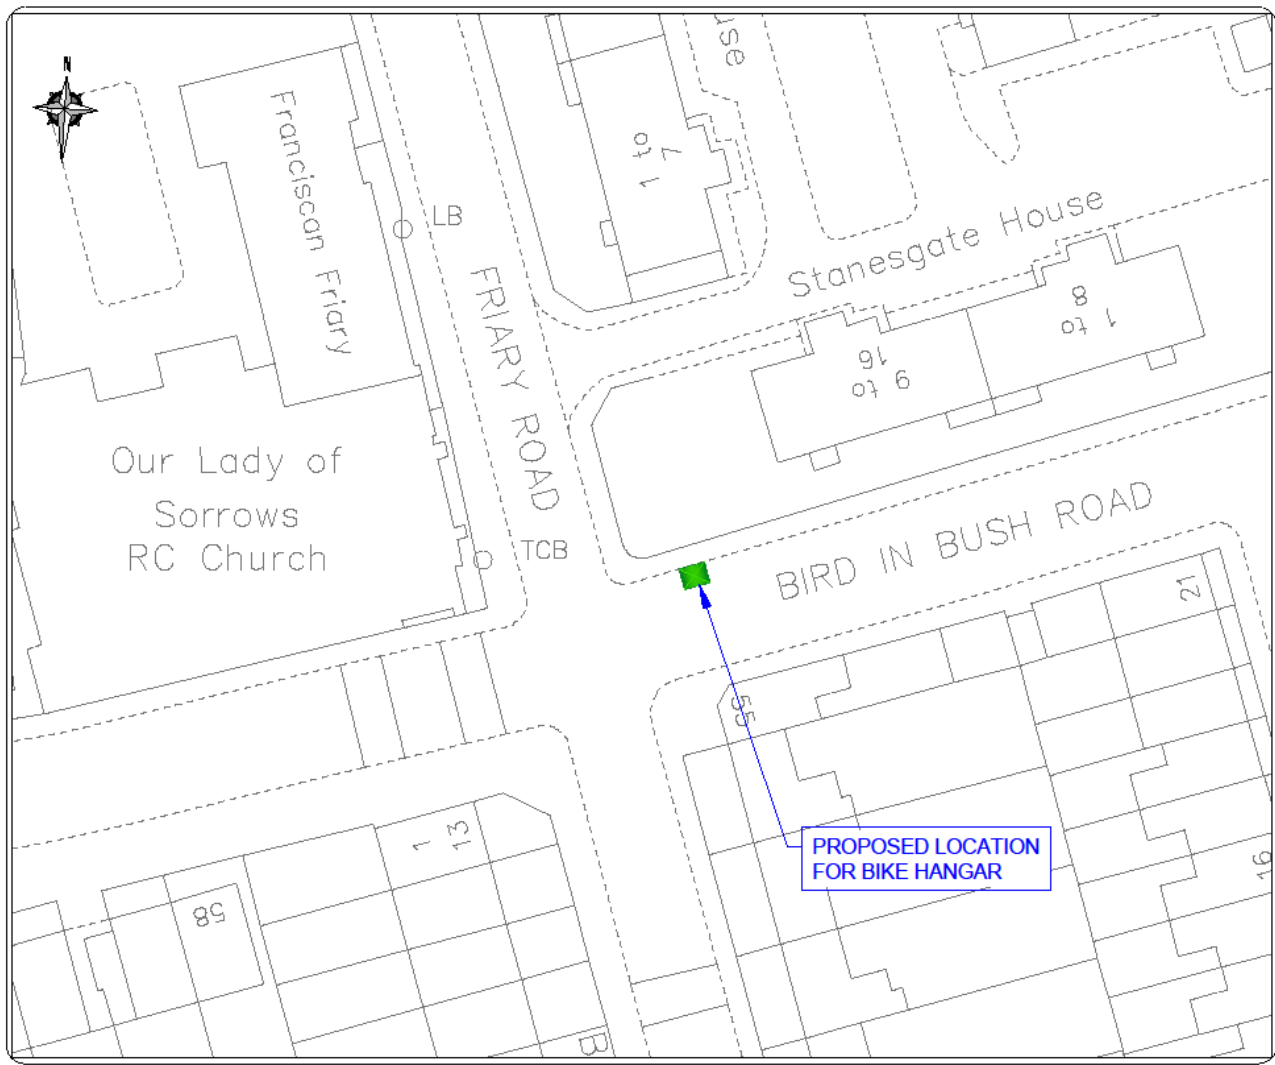 N
Franciscan Friary
LB
use
1 to 7
Stanesgate House
1 to 8
9 to 16
FRIARY ROAD
Our Lady of
Sorrows
RC Church
TCB
BIRD IN BUSH ROAD
21
55
PROPOSED LOCATION
FOR BIKE HANGAR
1
13
58
16
B